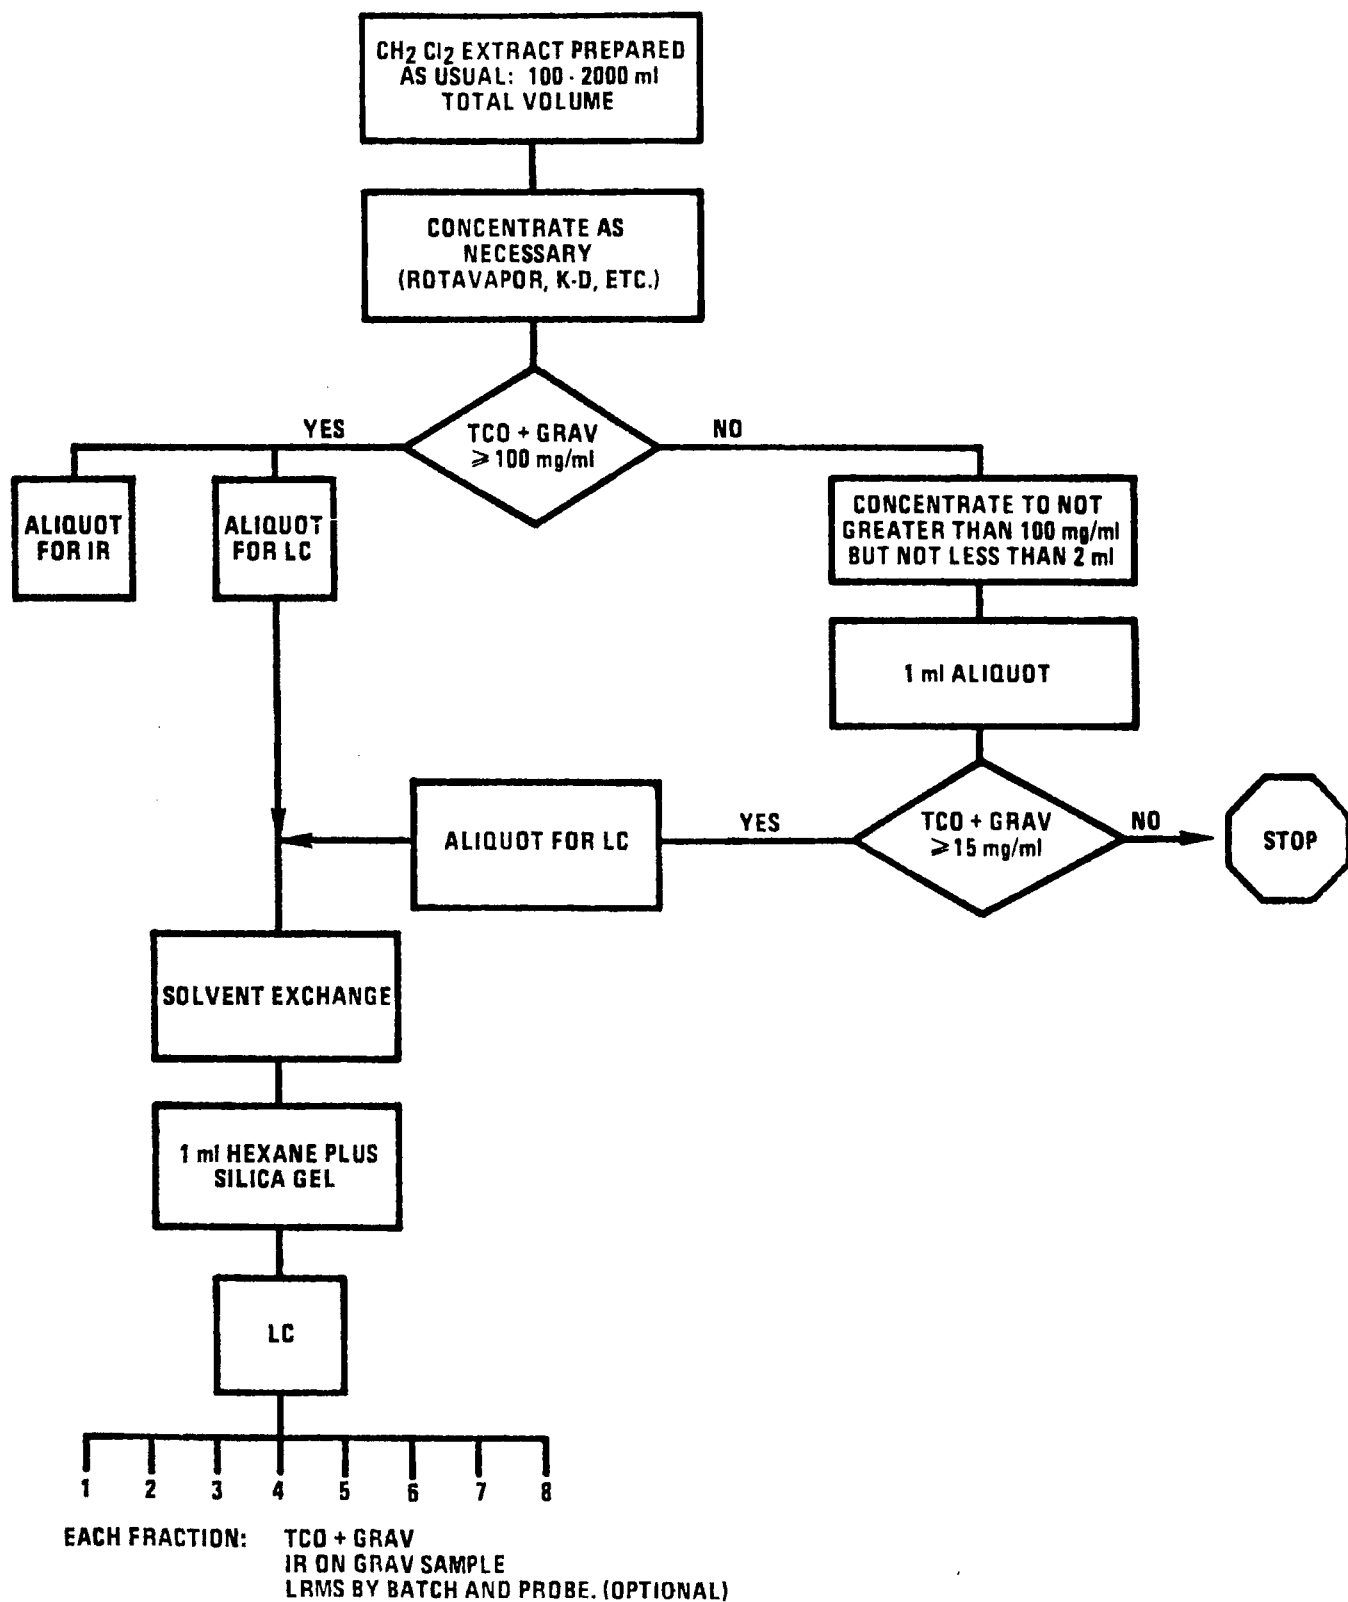 CH2 Cl2 EXTRACT PREPARED
AS USUAL: 100 - 2000 ml
TOTAL VOLUME
CONCENTRATE AS
NECESSARY
(ROTAVAPOR, K-D, ETC.)
YES
TCO + GRAV
⩾ 100 mg/ml
NO
ALIQUOT
FOR IR
ALIQUOT
FOR LC
CONCENTRATE TO NOT
GREATER THAN 100 mg/ml
BUT NOT LESS THAN 2 ml
1 ml ALIQUOT
ALIQUOT FOR LC
YES
TCO + GRAV
⩾ 15 mg/ml
NO
STOP
SOLVENT EXCHANGE
1 ml HEXANE PLUS
SILICA GEL
LC
1 2 3 4 5 6 7 8
EACH FRACTION: TCO + GRAV
IR ON GRAV SAMPLE
LRMS BY BATCH AND PROBE. (OPTIONAL)